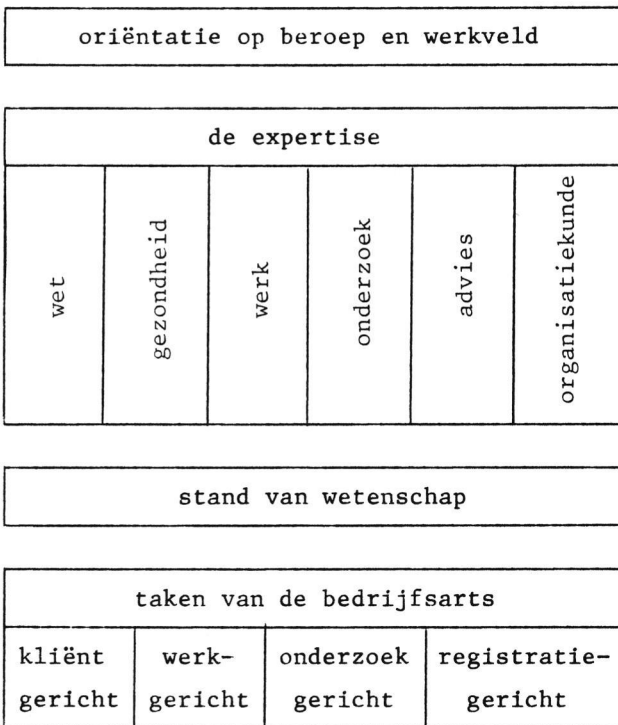 oriëntatie op beroep en werkveld
de expertise
wet
gezondheid
werk
onderzoek
advies
organisatiekunde
stand van wetenschap
taken van de bedrijfsarts
kliënt
gericht
werk-
gericht
onderzoek
gericht
registratie-
gericht